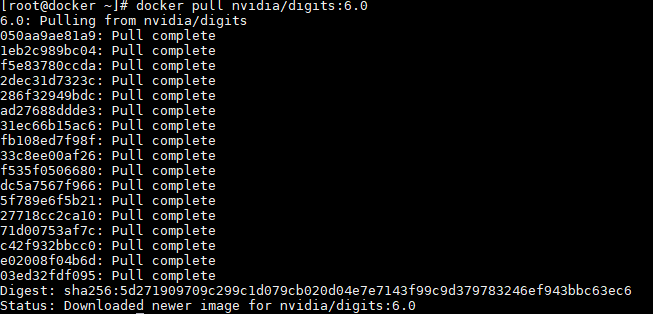 [root@docker ~]# docker pull nvidia/digits:6.0
6.0: Pulling from nvidia/digits
050aa9ae81a9: Pull complete
1eb2c989bc04: Pull complete
f5e83780ccda: Pull complete
2dec31d7323c: Pull complete
286f32949bdc: Pull complete
ad27688ddde3: Pull complete
31ec66b15ac6: Pull complete
fb108ed7f98f: Pull complete
33c8ee00af26: Pull complete
f535f0506680: Pull complete
dc5a7567f966: Pull complete
5f789e6f5b21: Pull complete
27718cc2ca10: Pull complete
71d00753af7c: Pull complete
c42f932bbcc0: Pull complete
e02008f04b6d: Pull complete
03ed32fdf095: Pull complete
Digest: sha256:5d271909709c299c1d079cb020d04e7e7143f99c9d379783246ef943bbc63ec6
Status: Downloaded newer image for nvidia/digits:6.0